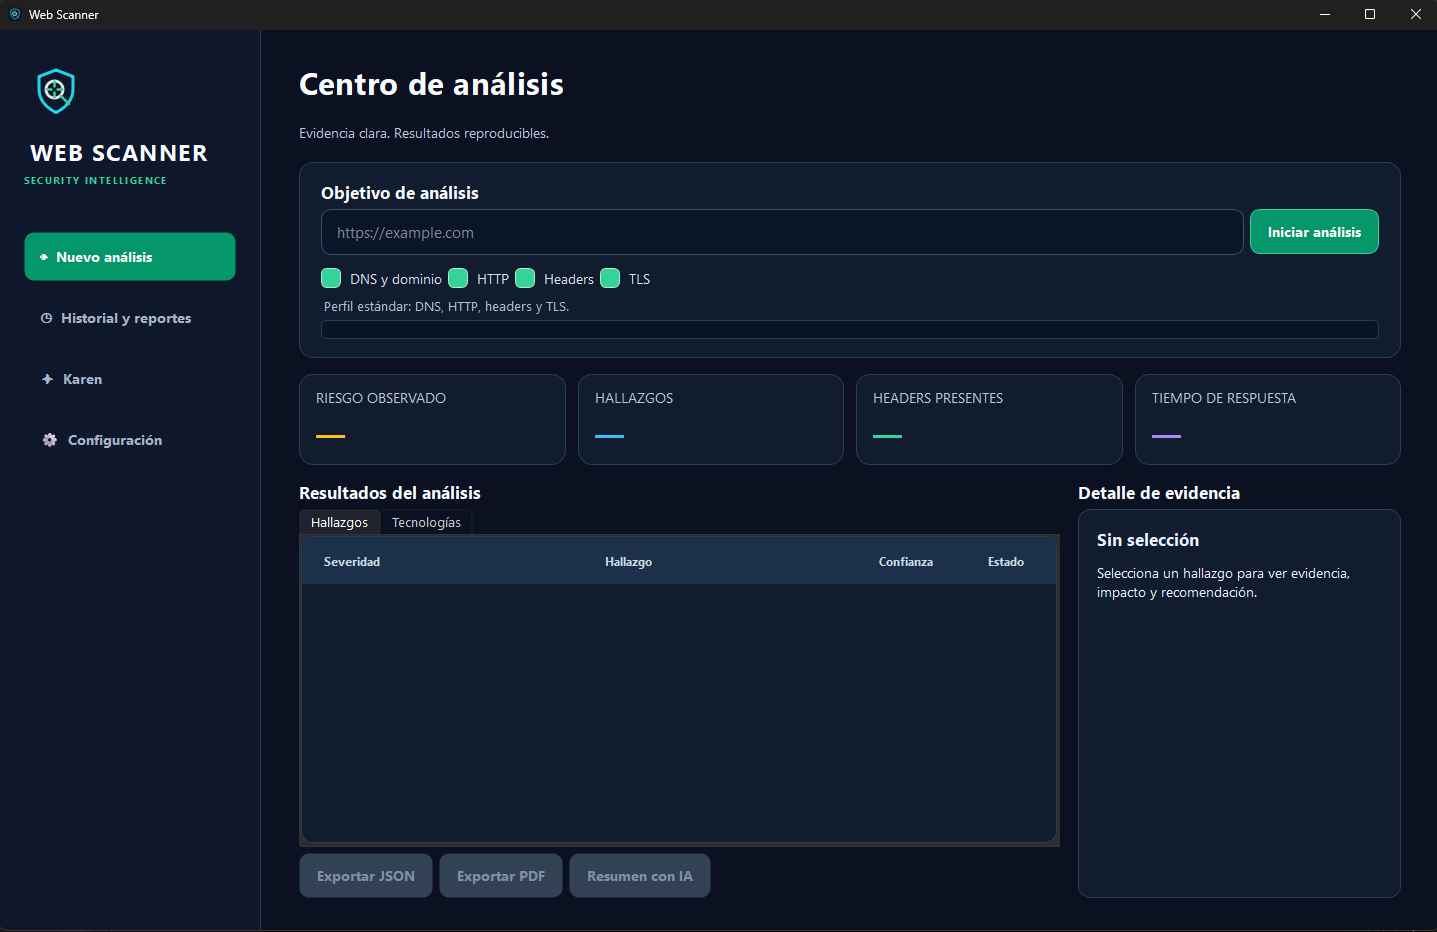 Web Scanner
WEB SCANNER
SECURITY INTELLIGENCE
Nuevo análisis
Historial y reportes
Karen
Configuración
Centro de análisis
Evidencia clara. Resultados reproducibles.
Objetivo de análisis
https://example.com
Iniciar análisis
DNS y dominio HTTP Headers TLS
Perfil estándar: DNS, HTTP, headers y TLS.
RIESGO OBSERVADO
HALLAZGOS
HEADERS PRESENTES
TIEMPO DE RESPUESTA
Resultados del análisis
Hallazgos Tecnologías
Severidad Hallazgo Confianza Estado
Exportar JSON Exportar PDF Resumen con IA
Detalle de evidencia
Sin selección
Selecciona un hallazgo para ver evidencia,
impacto y recomendación.